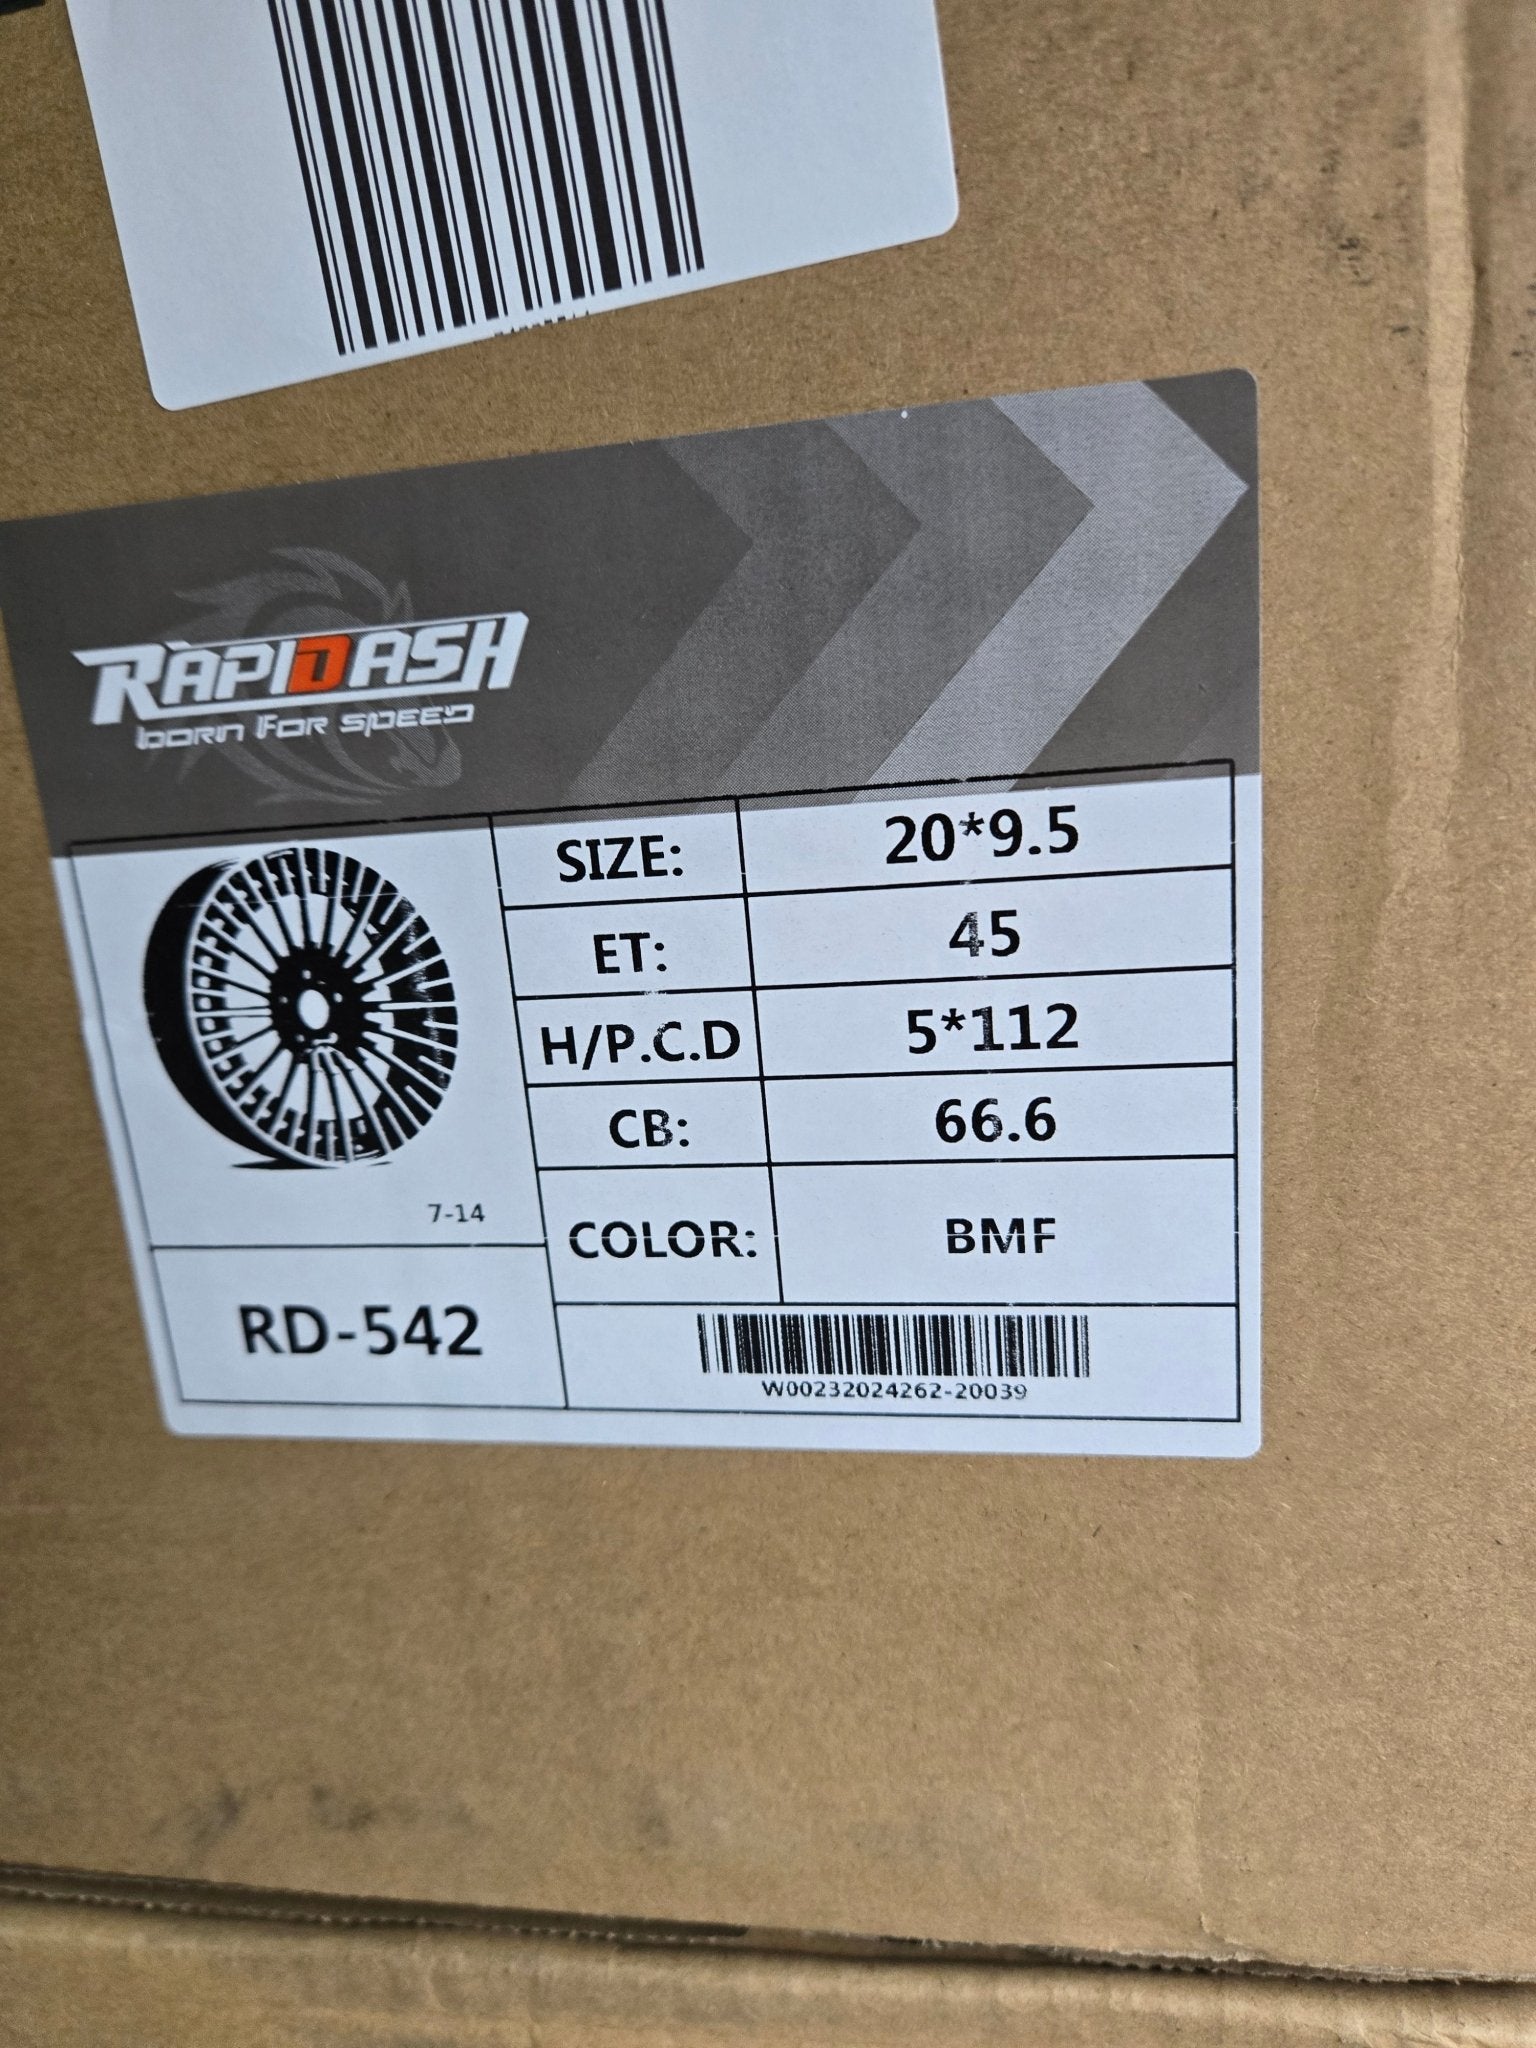 RAPIDASH
BORN FOR SPEED
SIZE: 20*9.5
ET: 45
H/P.C.D 5*112
CB: 66.6
7-14
COLOR: BMF
RD-542
W00232024262-20039